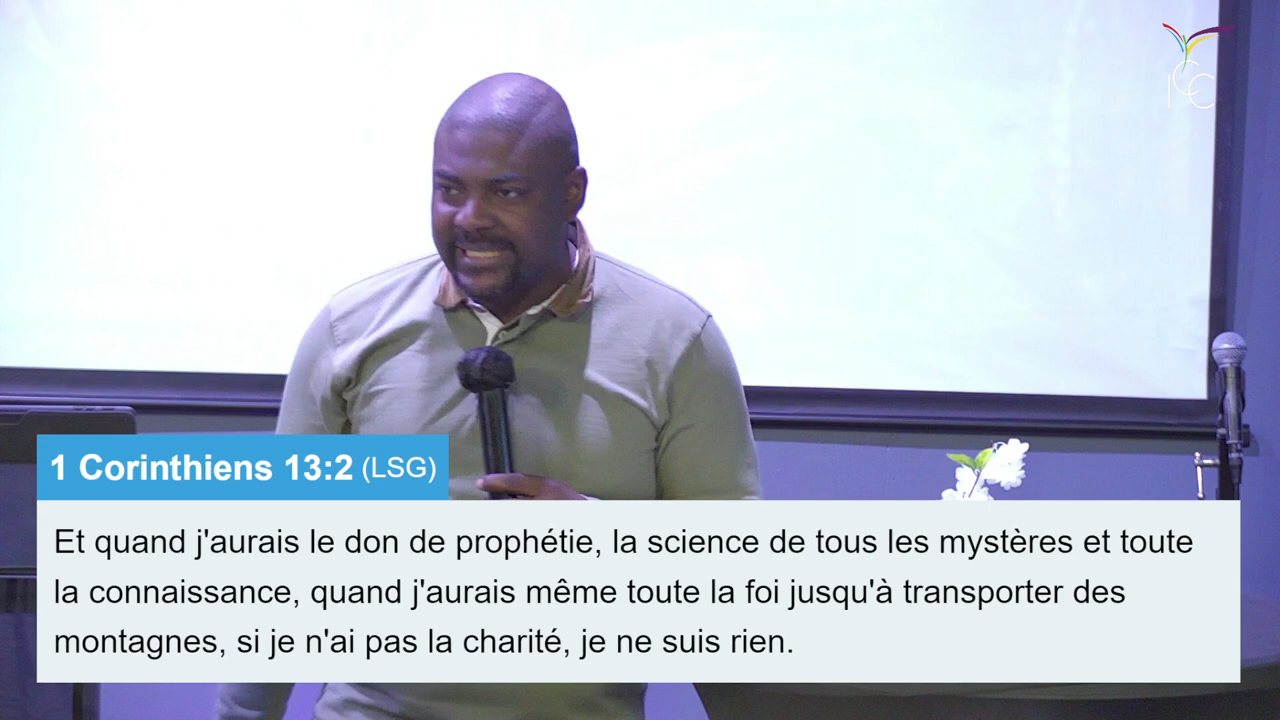 ICC
1 Corinthiens 13:2 (LSG)
Et quand j'aurais le don de prophétie, la science de tous les mystères et toute
la connaissance, quand j'aurais même toute la foi jusqu'à transporter des
montagnes, si je n'ai pas la charité, je ne suis rien.